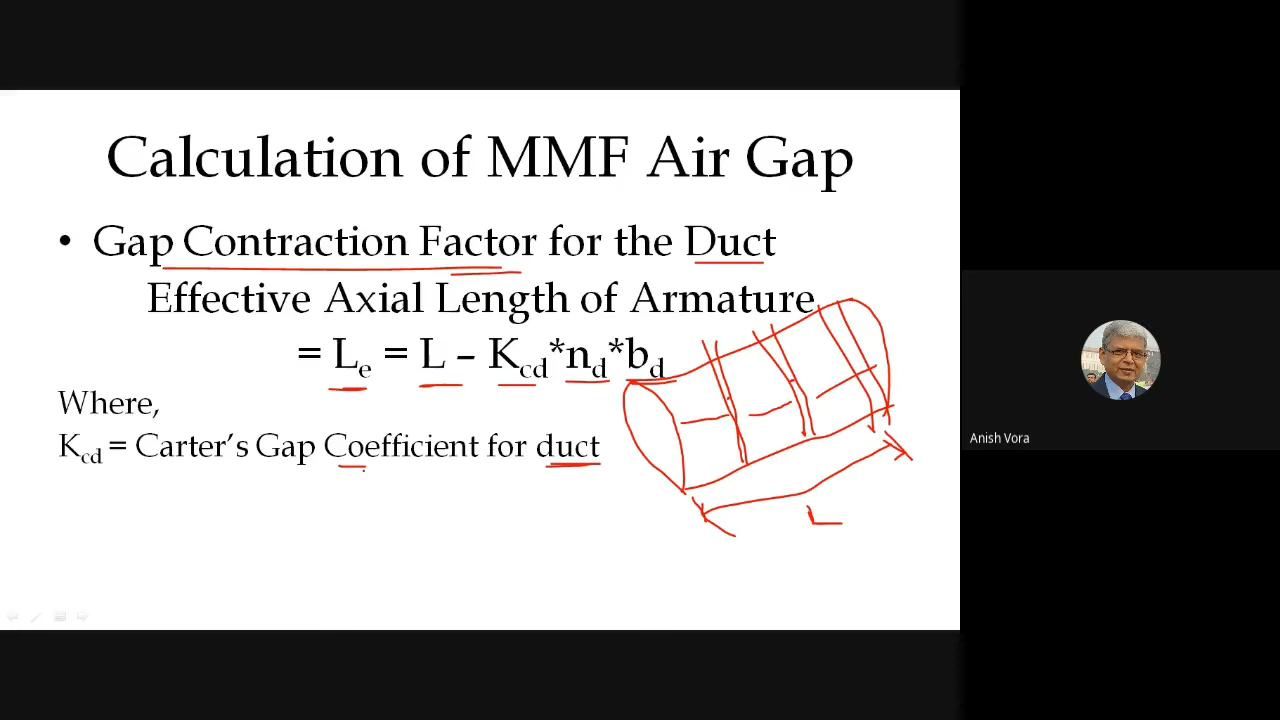 Calculation of MMF Air Gap
• Gap Contraction Factor for the Duct
Effective Axial Length of Armature
= Le = L – Kcd*nd*bd
Where,
Kcd = Carter's Gap Coefficient for duct
L
Anish Vora